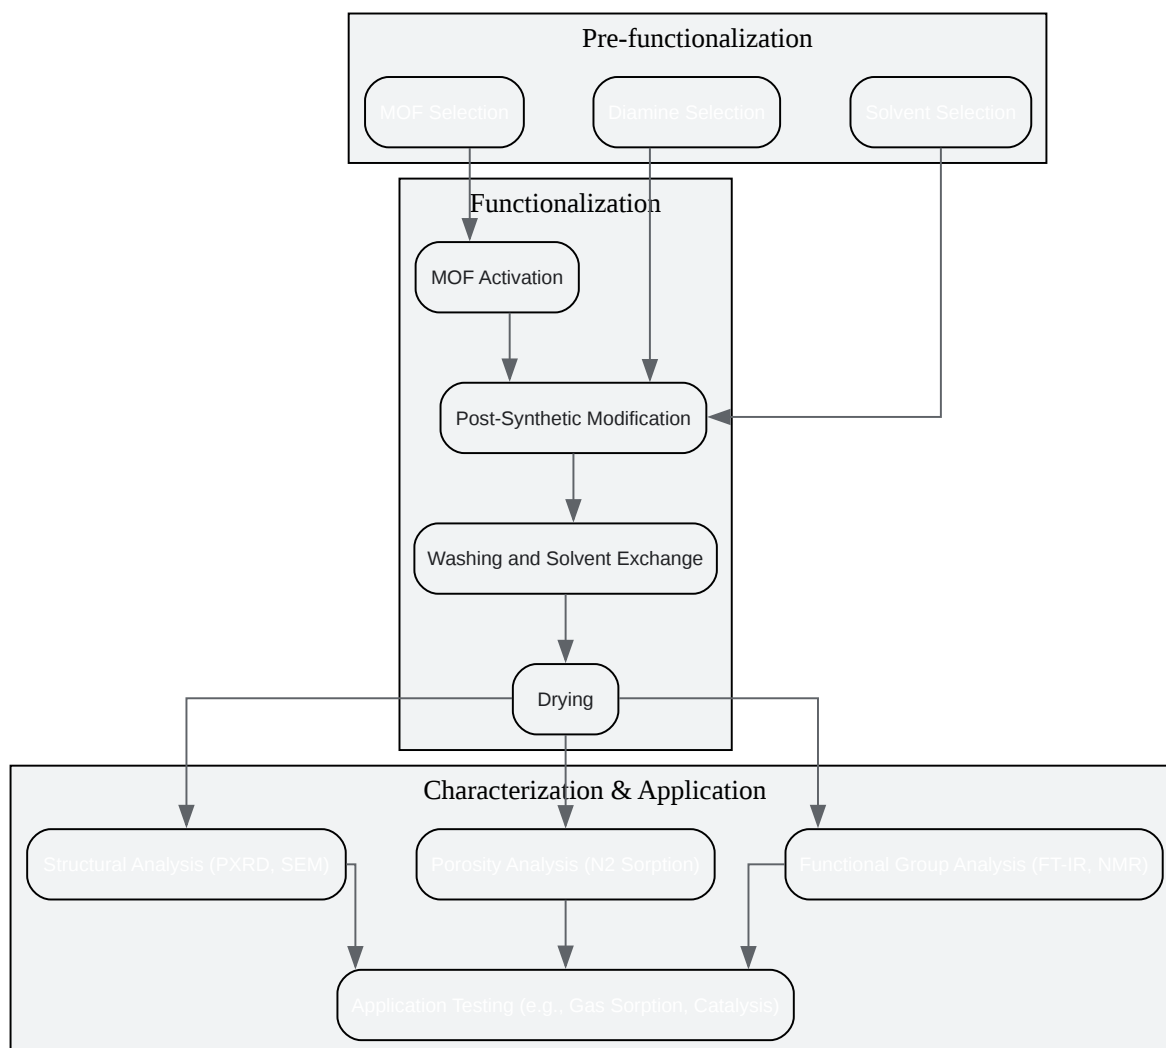 Pre-functionalization
MOF Selection
Diamine Selection
Solvent Selection
Functionalization
MOF Activation
Post-Synthetic Modification
Washing and Solvent Exchange
Drying
Characterization & Application
Structural Analysis (PXRD, SEM)
Porosity Analysis (N2 Sorption)
Functional Group Analysis (FT-IR, NMR)
Application Testing (e.g., Gas Sorption, Catalysis)